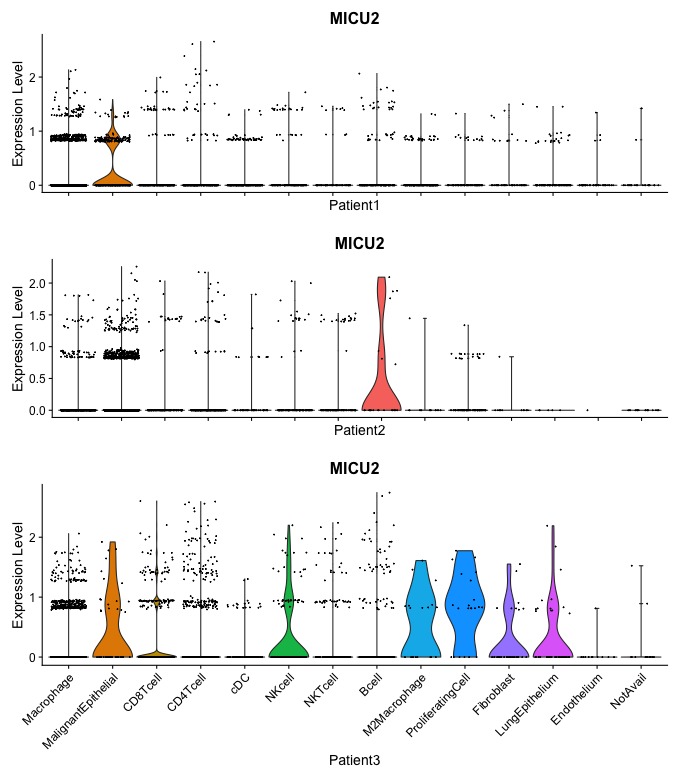 MICU2
Expression Level
2
1
0
Patient1
MICU2
Expression Level
2.0
1.5
1.0
0.5
0.0
Patient2
MICU2
Expression Level
2
1
0
Macrophage
MalignantEpithelial
CD8Tcell
CD4Tcell
cDC
NKcell
NKTcell
Bcell
M2Macrophage
ProliferatingCell
Fibroblast
LungEpithelium
Endothelium
NotAvail
Patient3